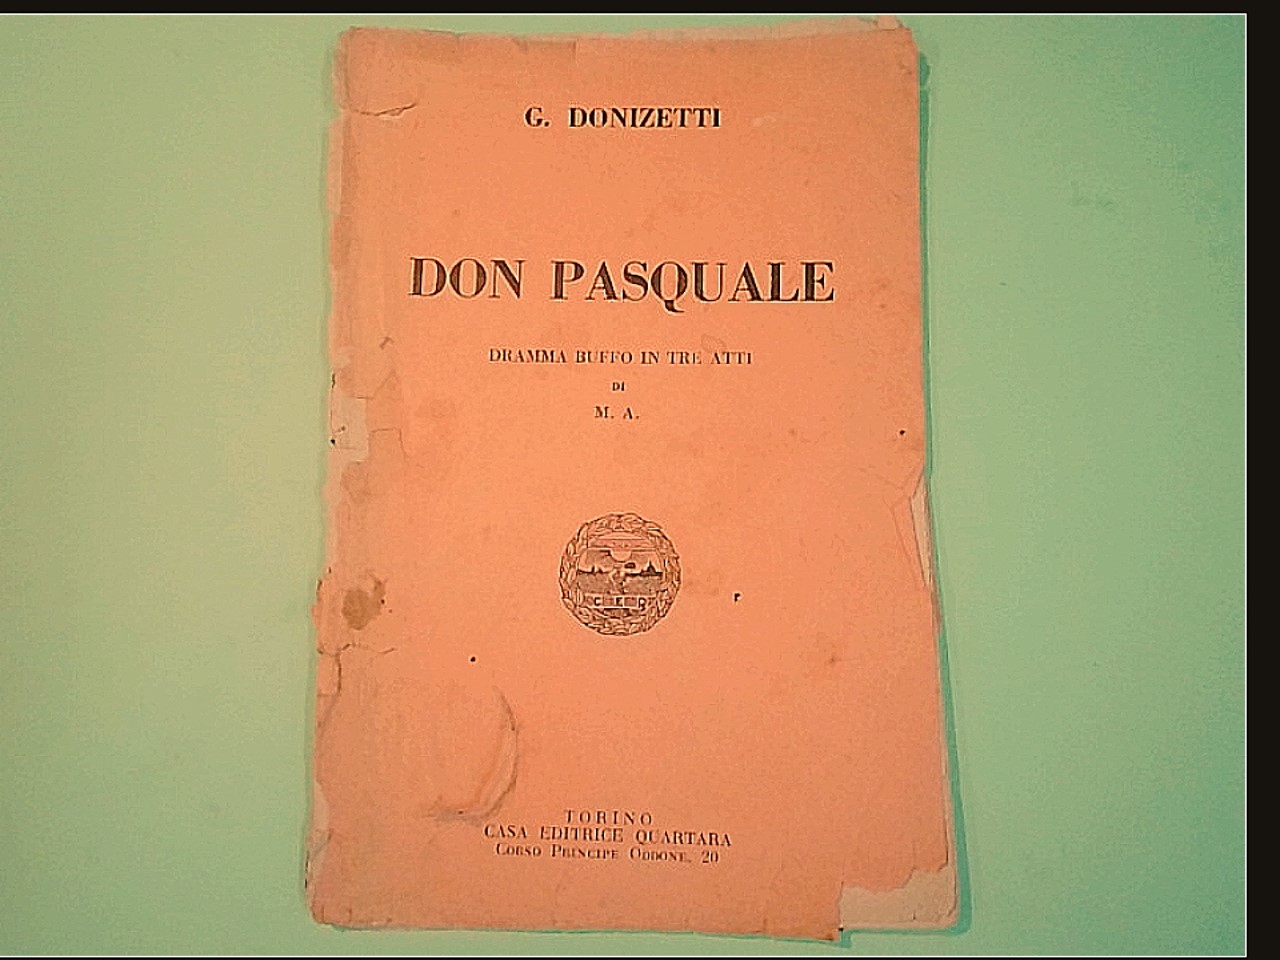 G. DONIZETTI
DON PASQUALE
DRAMMA BUFFO IN TRE ATTI
DI
M. A.
C E Q
TORINO
CASA EDITRICE QUARTARA
CORSO PRINCIPE ODDONE, 20